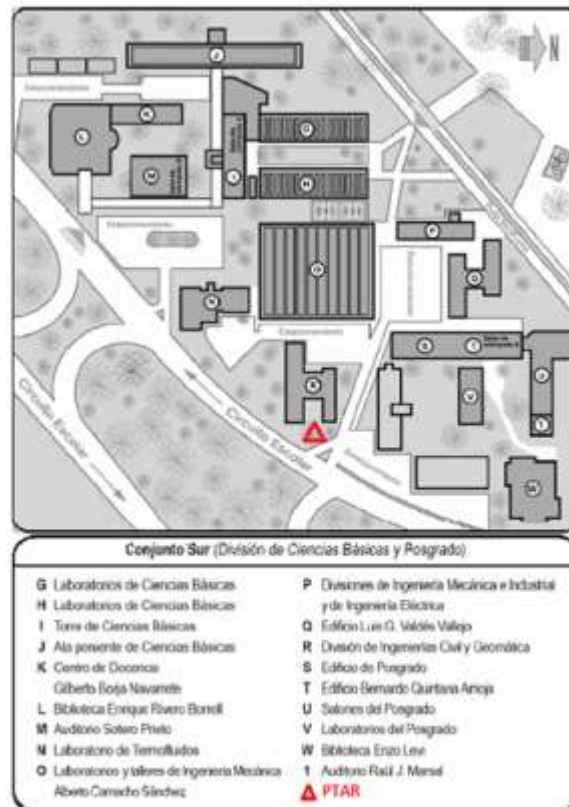 J
N
Estacionamiento
K
L
G
M
I
H
P
Estacionamiento
O
Q
N
Estacionamiento
S
T
R
V
U
1
Circuito Escolar
Circuito Escolar
Estacionamiento
W
Conjunto Sur (División de Ciencias Básicas y Posgrado)
G Laboratorios de Ciencias Básicas
H Laboratorios de Ciencias Básicas
I Torre de Ciencias Básicas
J Ala poniente de Ciencias Básicas
K Centro de Docencia
Gilberto Borja Navarrete
L Biblioteca Enrique Rivero Borrell
M Auditorio Sotero Prieto
N Laboratorio de Termofluidos
O Laboratorios y talleres de Ingeniería Mecánica
Alberto Camacho Sánchez
P Divisiones de Ingeniería Mecánica e Industrial
y de Ingeniería Eléctrica
Q Edificio Luis G. Valdés Vallejo
R División de Ingenierías Civil y Geomática
S Edificio de Posgrado
T Edificio Bernardo Quintana Arrioja
U Salones del Posgrado
V Laboratorios del Posgrado
W Biblioteca Enzo Levi
1 Auditorio Raúl J. Marsal
PTAR